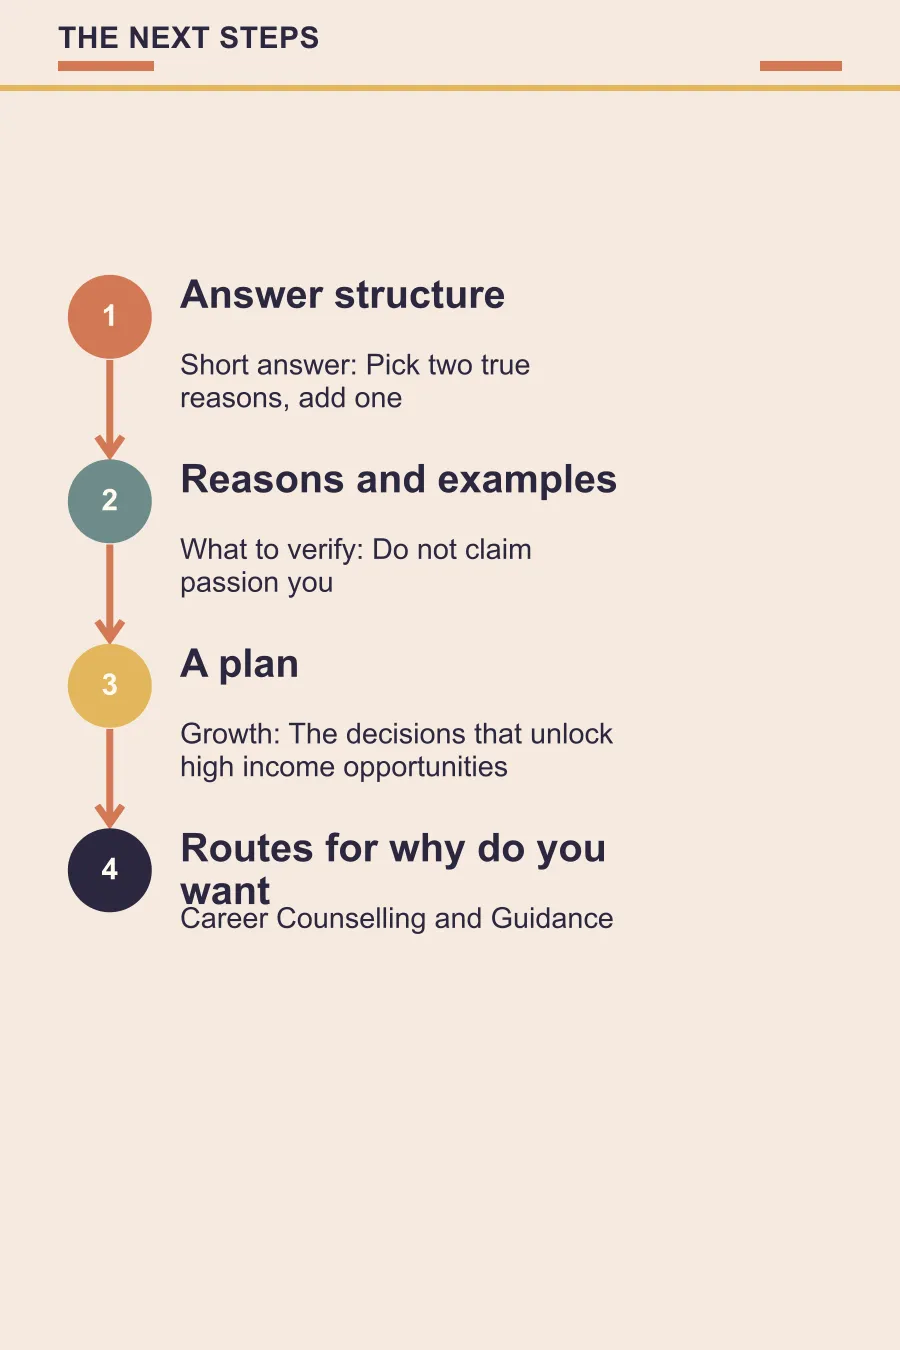 THE NEXT STEPS
1
Answer structure
Short answer: Pick two true
reasons, add one
2
Reasons and examples
What to verify: Do not claim
passion you
3
A plan
Growth: The decisions that unlock
high income opportunities
4
Routes for why do you
want
Career Counselling and Guidance